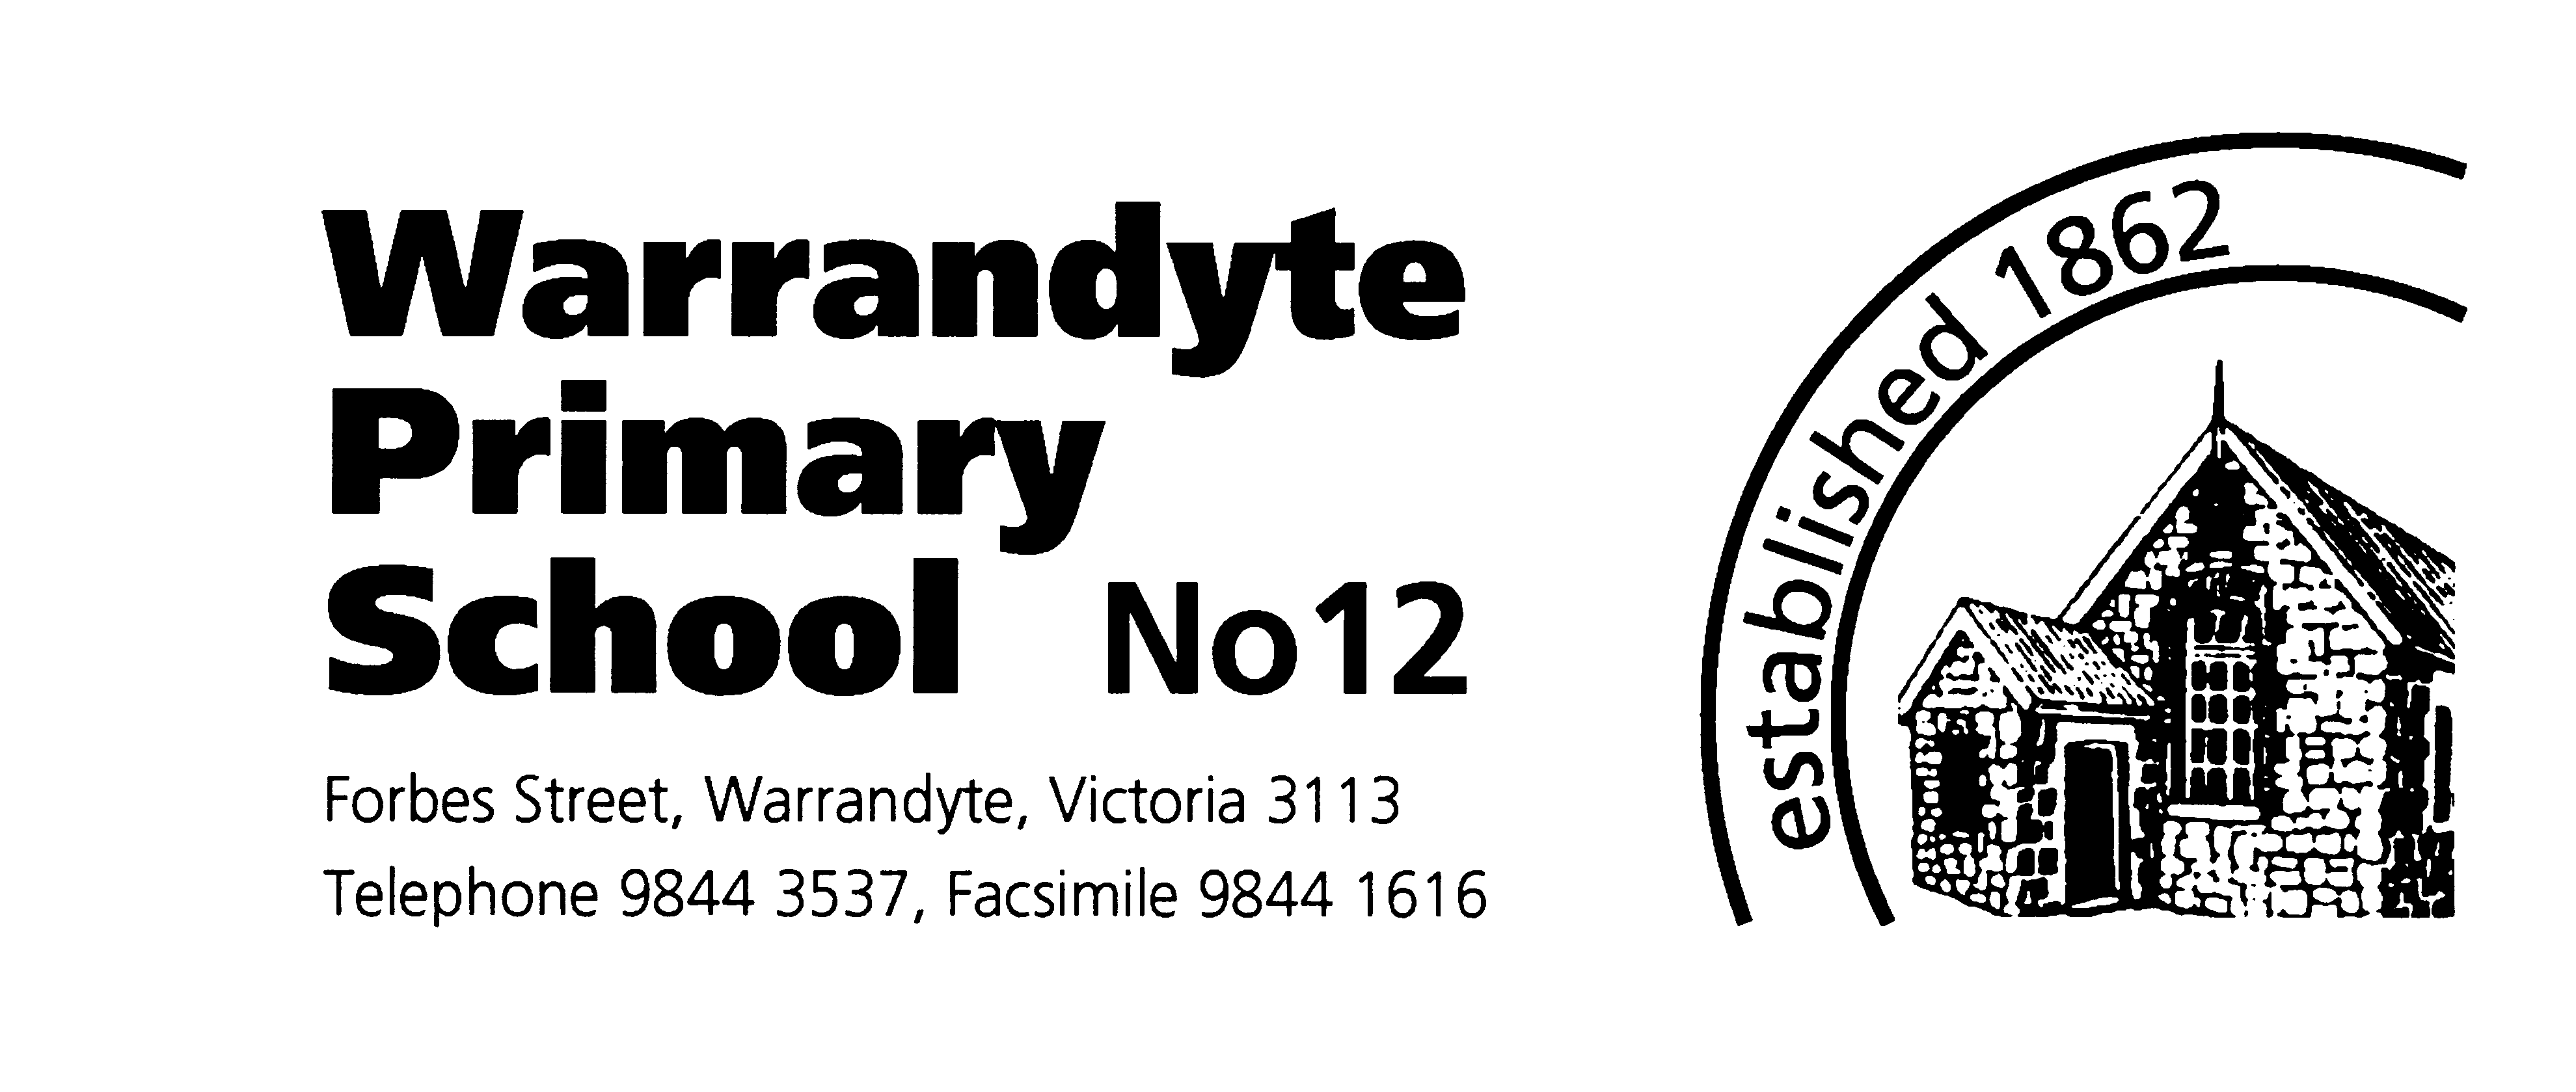 Warrandyte
Primary
School No12
Forbes Street, Warrandyte, Victoria 3113
Telephone 9844 3537, Facsimile 9844 1616
established 1862